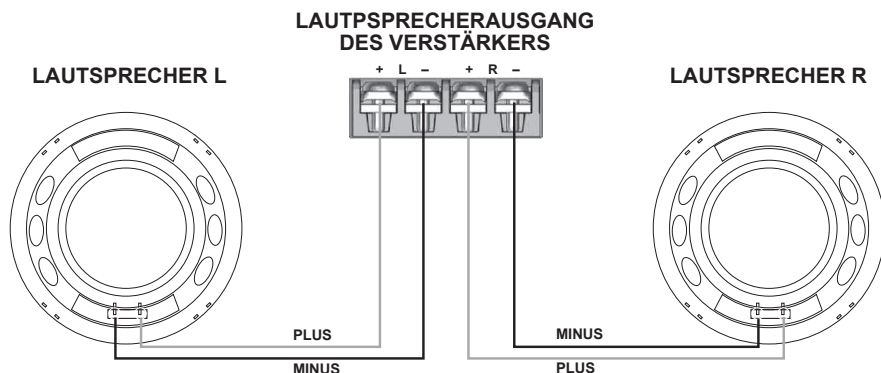 LAUTPSPRECHERAUSGANG
DES VERSTÄRKERS
LAUTSPRECHER L
+ L – + R –
LAUTSPRECHER R
PLUS
MINUS
MINUS
PLUS